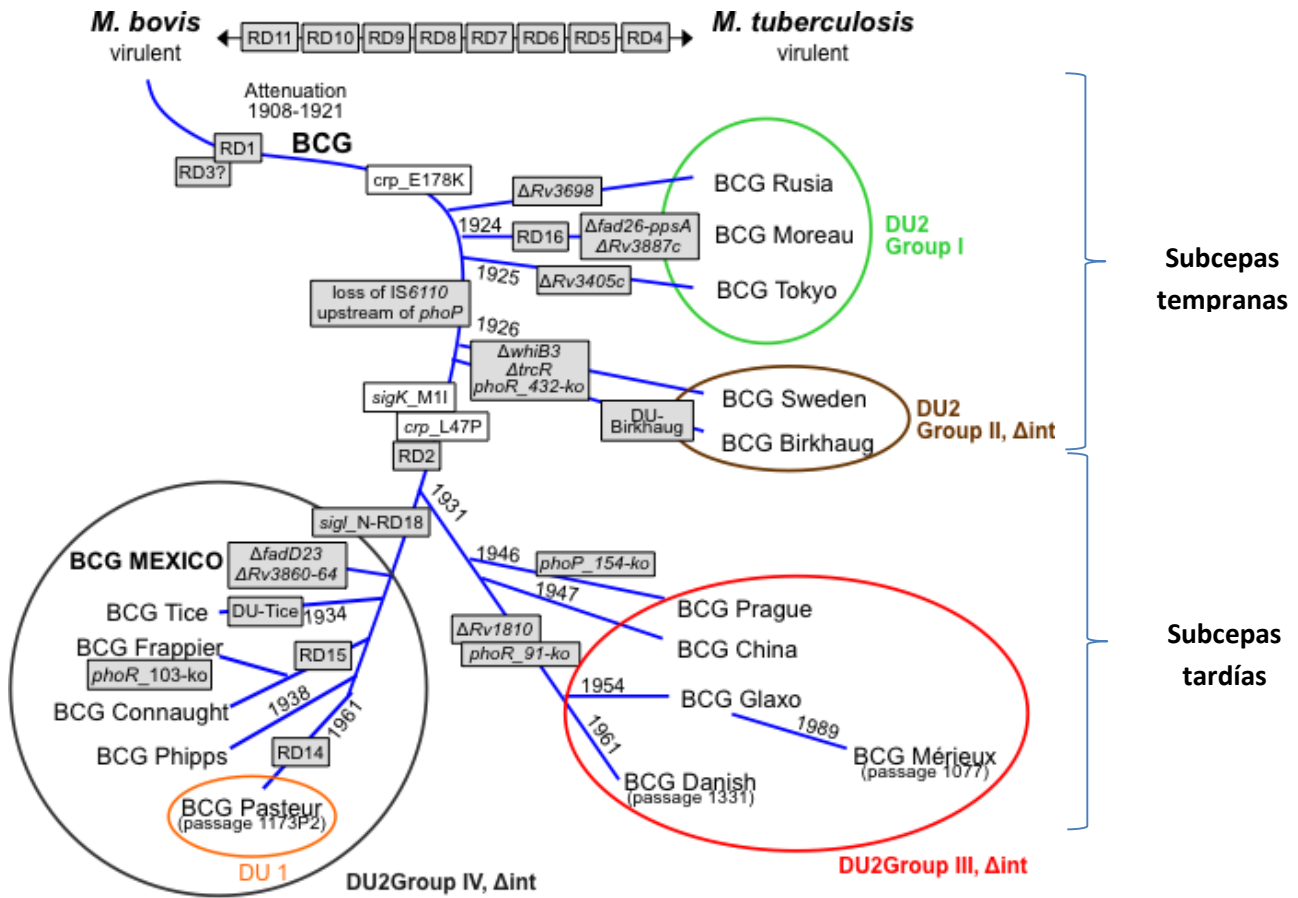 M. bovis
virulent
RD11 RD10 RD9 RD8 RD7 RD6 RD5 RD4
M. tuberculosis
virulent
Attenuation
1908-1921
RD1
BCG
RD3?
crp_E178K
ΔRv3698
BCG Rusia
1924
RD16
Δfad26-ppsA
ΔRv3887c
BCG Moreau
DU2
Group I
1925
ΔRv3405c
BCG Tokyo
Subcepas
tempranas
loss of IS6110
upstream of phoP
1926
ΔwhiB3
ΔtrcR
phoR_432-ko
BCG Sweden
DU-
Birkhaug
BCG Birkhaug
DU2
Group II, Δint
sigK_M1I
crp_L47P
RD2
1931
sigI_N-RD18
BCG MEXICO
ΔfadD23
ΔRv3860-64
BCG Tice
DU-Tice
1934
BCG Frappier
phoR_103-ko
RD15
BCG Connaught
1938
BCG Phipps
1961
RD14
BCG Pasteur
(passage 1173P2)
DU 1
DU2Group IV, Δint
1946
phoP_154-ko
1947
BCG Prague
ΔRv1810
phoR_91-ko
BCG China
1954
BCG Glaxo
1989
BCG Mérieux
(passage 1077)
1961
BCG Danish
(passage 1331)
DU2Group III, Δint
Subcepas
tardías